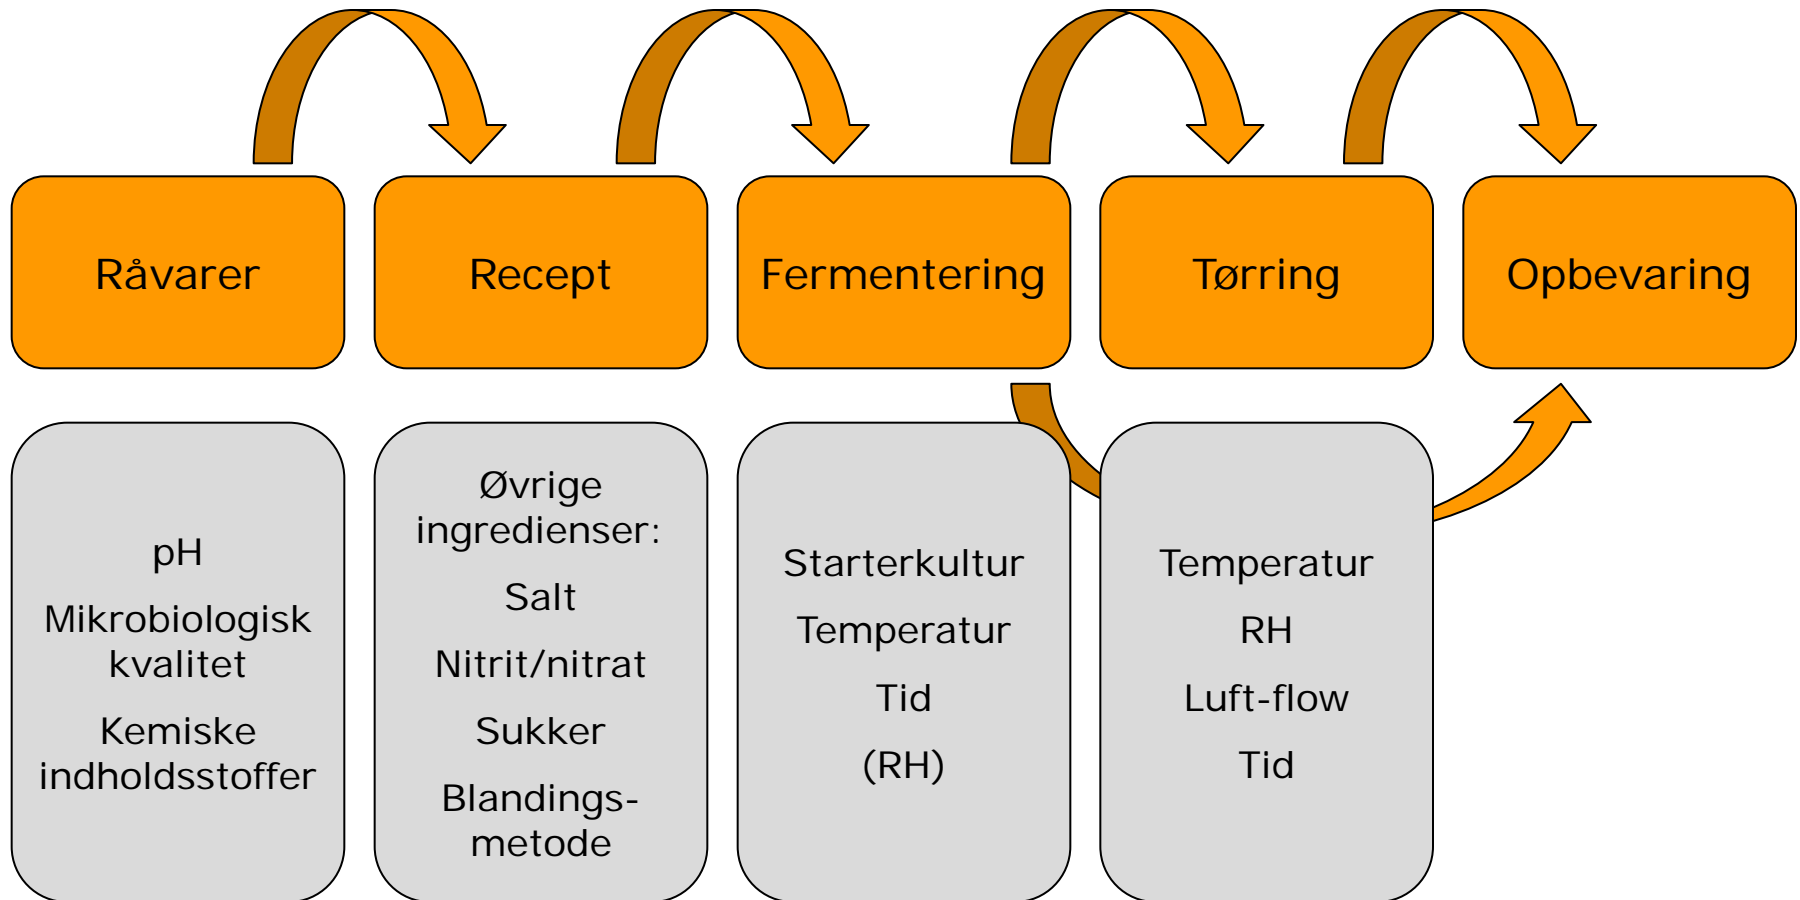 Råvarer
Recept
Fermentering
Tørring
Opbevaring
pH
Mikrobiologisk
kvalitet
Kemiske
indholdsstoffer
Øvrige
ingredienser:
Salt
Nitrit/nitrat
Sukker
Blandings-
metode
Starterkultur
Temperatur
Tid
(RH)
Temperatur
RH
Luft-flow
Tid